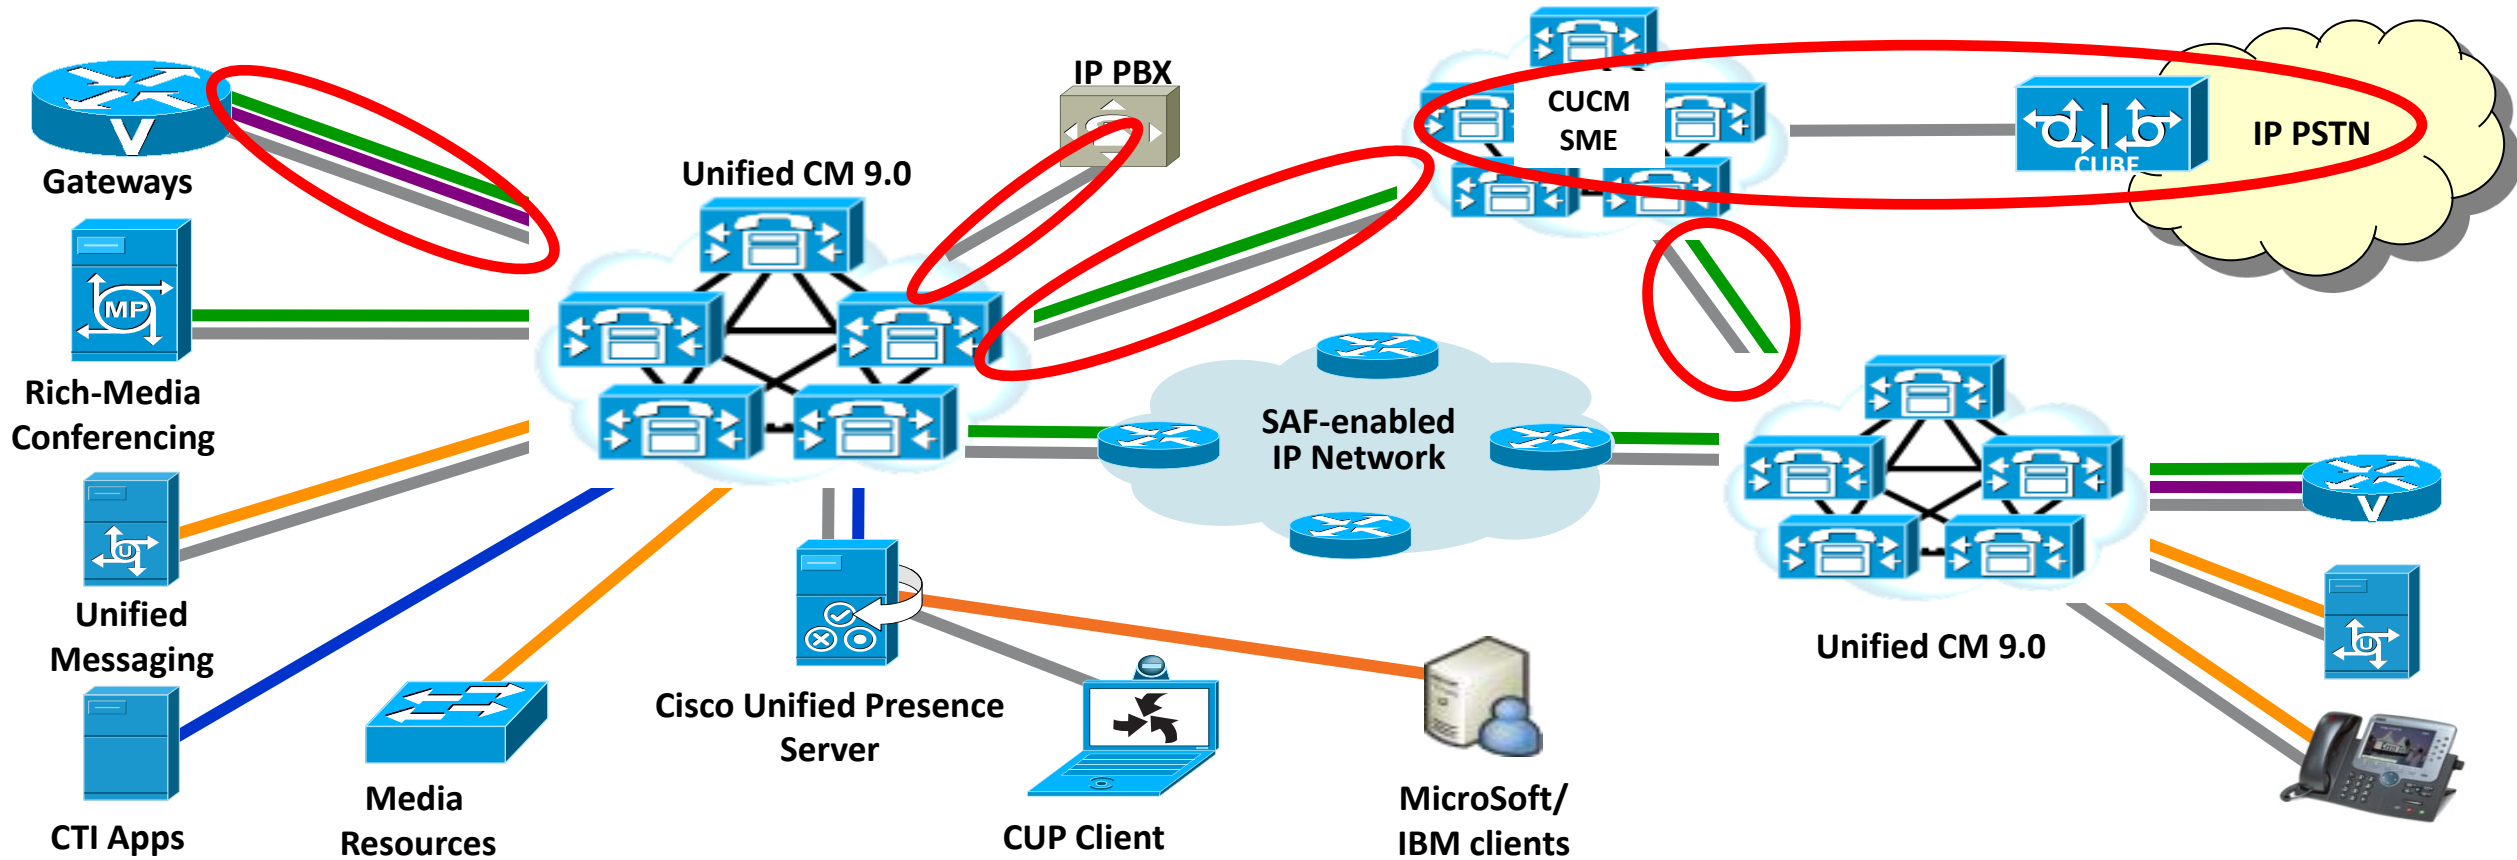 IP PBX
CUCM
SME
CUBE
IP PSTN
Gateways
Unified CM 9.0
MP
Rich-Media
Conferencing
SAF-enabled
IP Network
V
V
U
Unified
Messaging
Unified CM 9.0
U
Cisco Unified Presence
Server
CTI Apps
Media
Resources
CUP Client
MicroSoft/
IBM clients